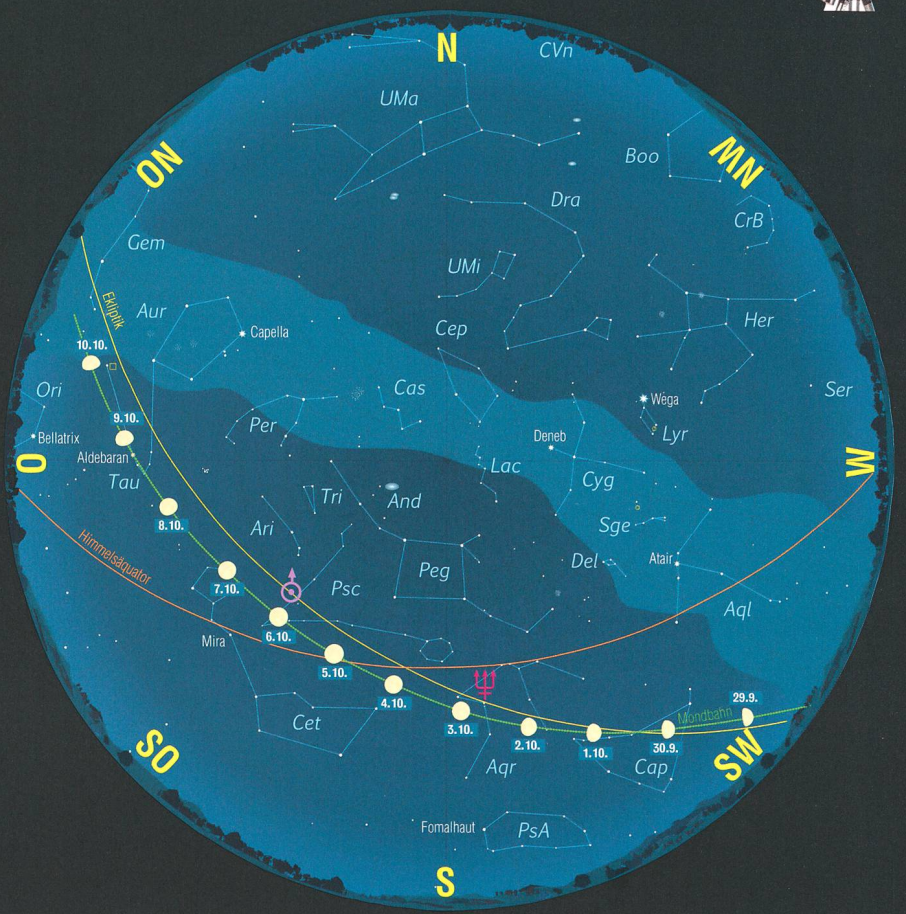 N
CVn
UMa
Boo
NO
NW
Dra
CrB
Gem
UMi
Ekliptik
Aur
Capella
Cep
Her
10.10.
Ori
Cas
Wega
Ser
9.10.
Per
Lyr
Bellatrix
Deneb
Aldebaran
O
W
Tau
Lac
Cyg
Tri
And
8.10.
Ari
Sge
Himmelsäquator
Del
Atair
7.10.
Psc
Peg
Aql
Mira
6.10.
5.10.
4.10.
29.9.
Mondbahn
Cet
3.10.
2.10.
1.10.
30.9.
SO
SW
Aqr
Cap
Fomalhaut
PsA
S